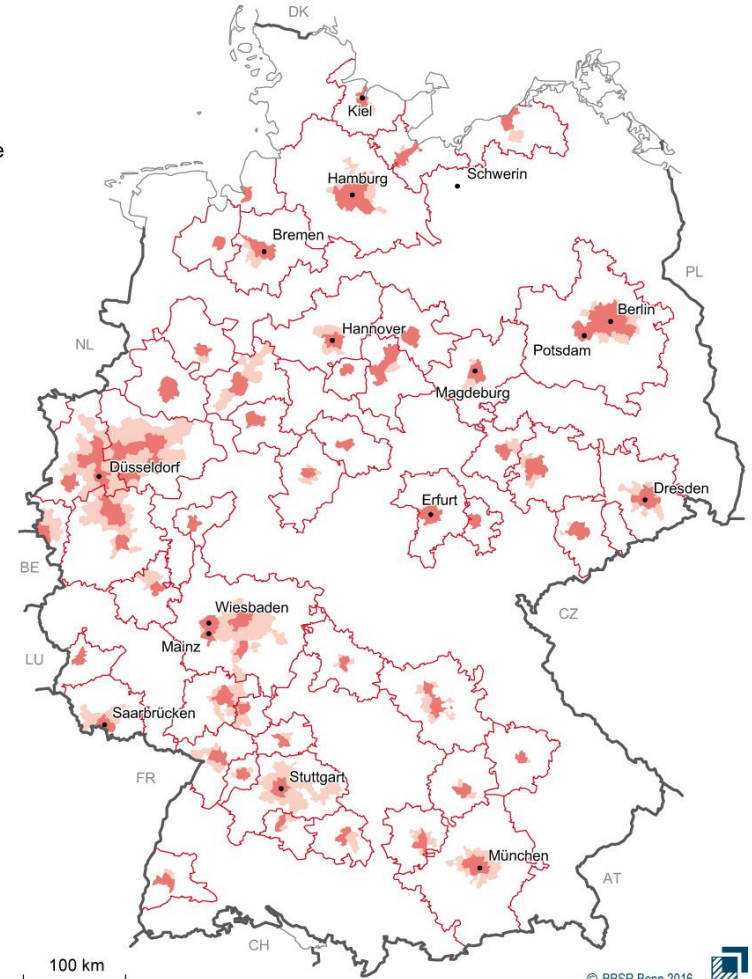 DK
e
Kiel
Schwerin
Hamburg
Bremen
PL
Berlin
Hannover
NL
Potsdam
Magdeburg
Düsseldorf
Dresden
Erfurt
BE
Wiesbaden
CZ
Mainz
LU
Saarbrücken
FR
Stuttgart
München
AT
CH
100 km
© BBSR Bonn 2016